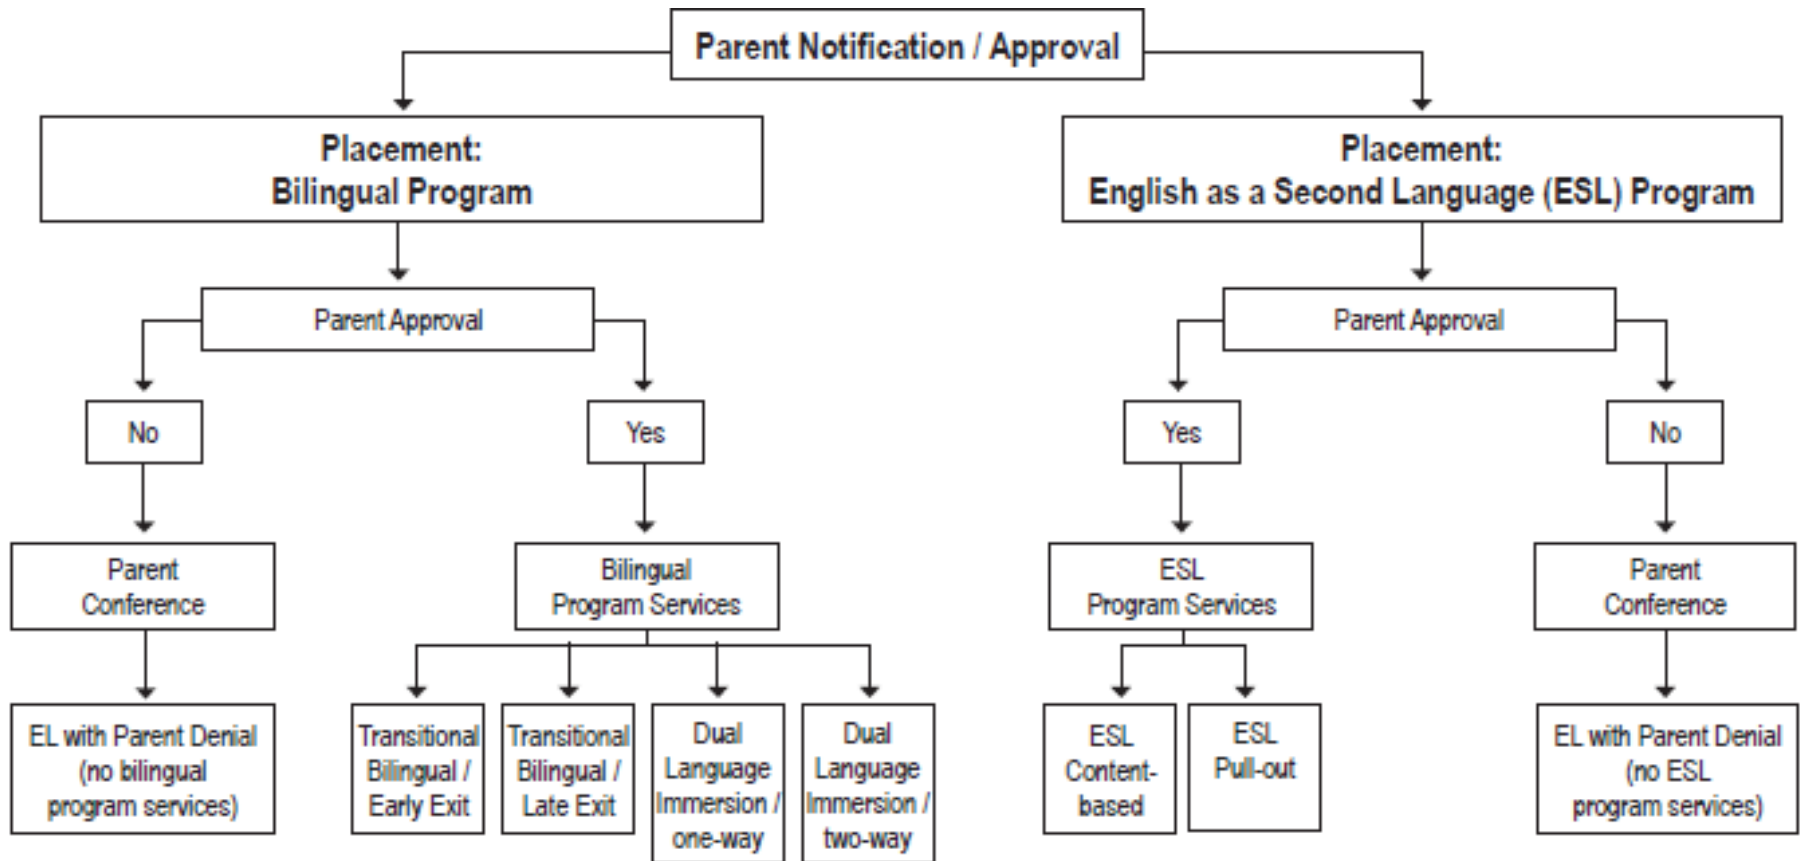 Parent Notification / Approval
Placement:
Bilingual Program
Placement:
English as a Second Language (ESL) Program
Parent Approval
Parent Approval
No
Yes
Yes
No
Parent
Conference
Bilingual
Program Services
ESL
Program Services
Parent
Conference
EL with Parent Denial
(no bilingual
program services)
Transitional
Bilingual /
Early Exit
Transitional
Bilingual /
Late Exit
Dual
Language
Immersion /
one-way
Dual
Language
Immersion /
two-way
ESL
Content-
based
ESL
Pull-out
EL with Parent Denial
(no ESL
program services)